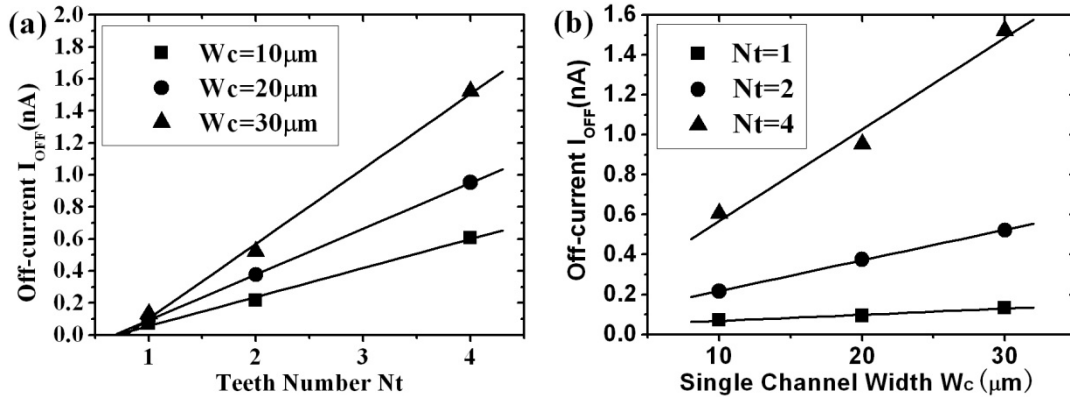 (a)
Wc=10μm
Wc=20μm
Wc=30μm
Off-current I_OFF(nA)
2.0
1.8
1.6
1.4
1.2
1.0
0.8
0.6
0.4
0.2
0.0
1 2 3 4
Teeth Number Nt
(b)
Nt=1
Nt=2
Nt=4
Off-current I_OFF(nA)
1.6
1.4
1.2
1.0
0.8
0.6
0.4
0.2
0.0
10 20 30
Single Channel Width Wc (μm)